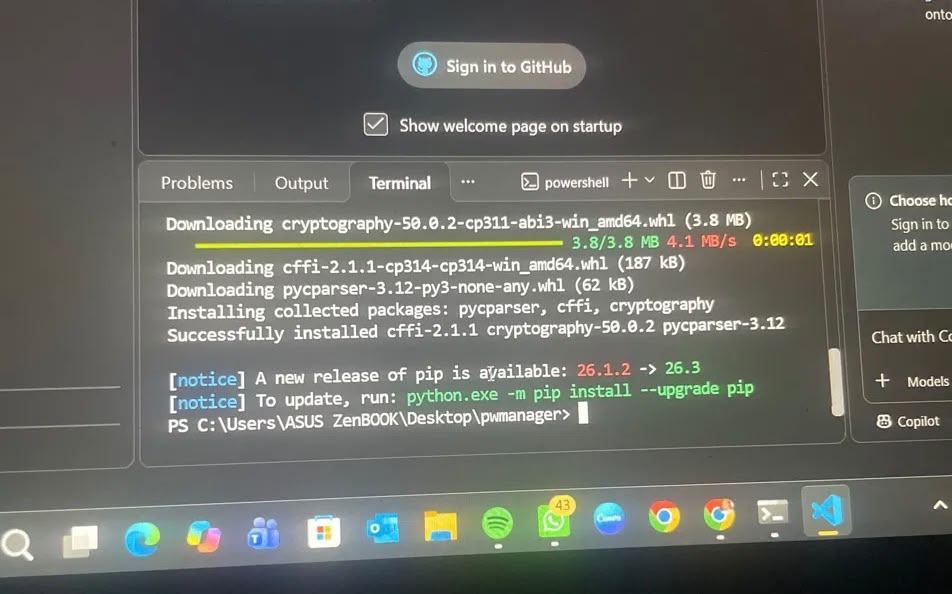 onto
Sign in to GitHub
Show welcome page on startup
Problems Output Terminal ··· powershell + ···
Downloading cryptography-50.0.2-cp311-abi3-win_amd64.whl (3.8 MB)
3.8/3.8 MB 4.1 MB/s 0:00:01
Downloading cffi-2.1.1-cp314-cp314-win_amd64.whl (187 kB)
Downloading pycparser-3.12-py3-none-any.whl (62 kB)
Installing collected packages: pycparser, cffi, cryptography
Successfully installed cffi-2.1.1 cryptography-50.0.2 pycparser-3.12
[notice] A new release of pip is available: 26.1.2 -> 26.3
[notice] To update, run: python.exe -m pip install --upgrade pip
PS C:\Users\ASUS ZenBOOK\Desktop\pwmanager>
Choose ho
Sign in to
add a mo
Chat with Co
+ Models
Copilot
43
Canva